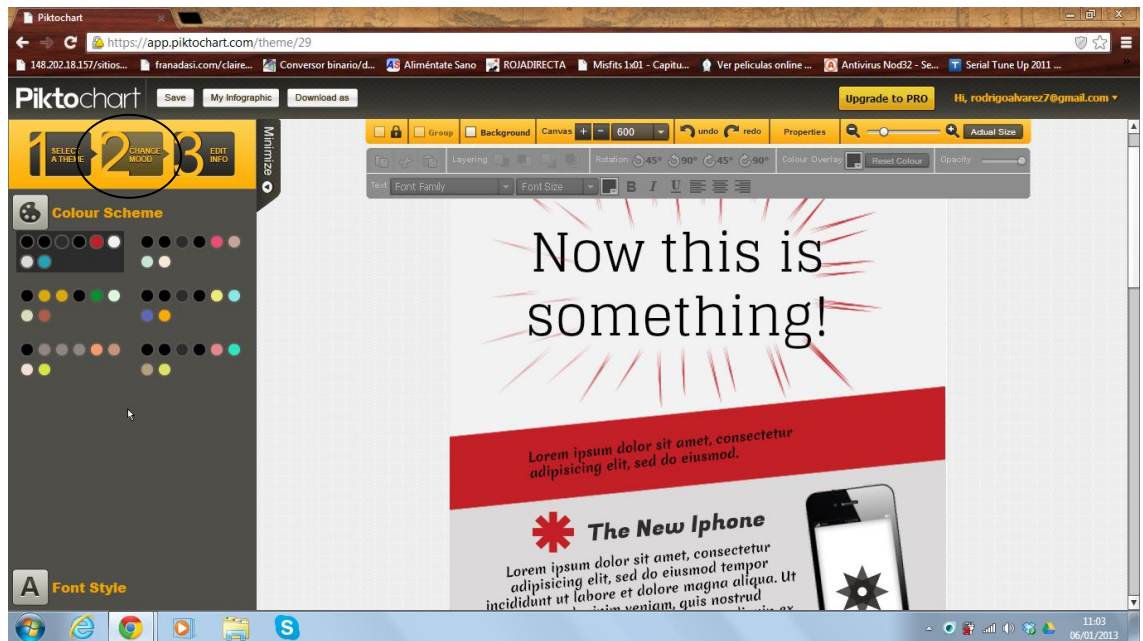 Piktochart
https://app.piktochart.com/theme/29
148.202.18.157/sitios... franadasi.com/claire... Conversor binario/d... Aliméntate Sano ROJADIRECTA Misfits 1x01 - Capitu... Ver peliculas online ... Antivirus Nod32 - Se... Serial Tune Up 2011 ...
Piktochart Save My Infographic Download as Upgrade to PRO Hi, rodrigoalvarez7@gmail.com
1 SELECT A THEME 2 CHANGE MOOD 3 EDIT INFO
Minimize
Group Background Canvas + - 600 undo redo Properties Actual Size
Layering Rotation 45° 90° 45° 90° Colour Overlay Reset Colour Opacity
Text Font Family Font Size B I U
Colour Scheme
A Font Style
Now this is
something!
Lorem ipsum dolor sit amet, consectetur
adipisicing elit, sed do eiusmod.
The New Iphone
Lorem ipsum dolor sit amet, consectetur
adipisicing elit, sed do eiusmod tempor
incididunt ut labore et dolore magna aliqua. Ut
veniam, quis nostrud
11:03
06/01/2013